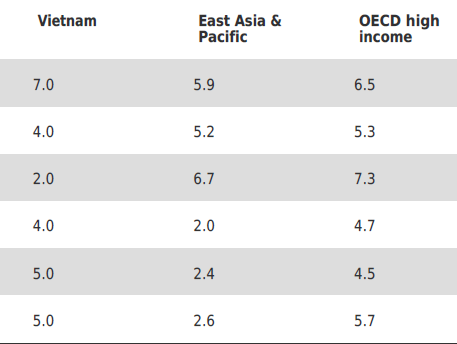 Vietnam East Asia & OECD high
Pacific income
7.0 5.9 6.5
4.0 5.2 5.3
2.0 6.7 7.3
4.0 2.0 4.7
5.0 2.4 4.5
5.0 2.6 5.7